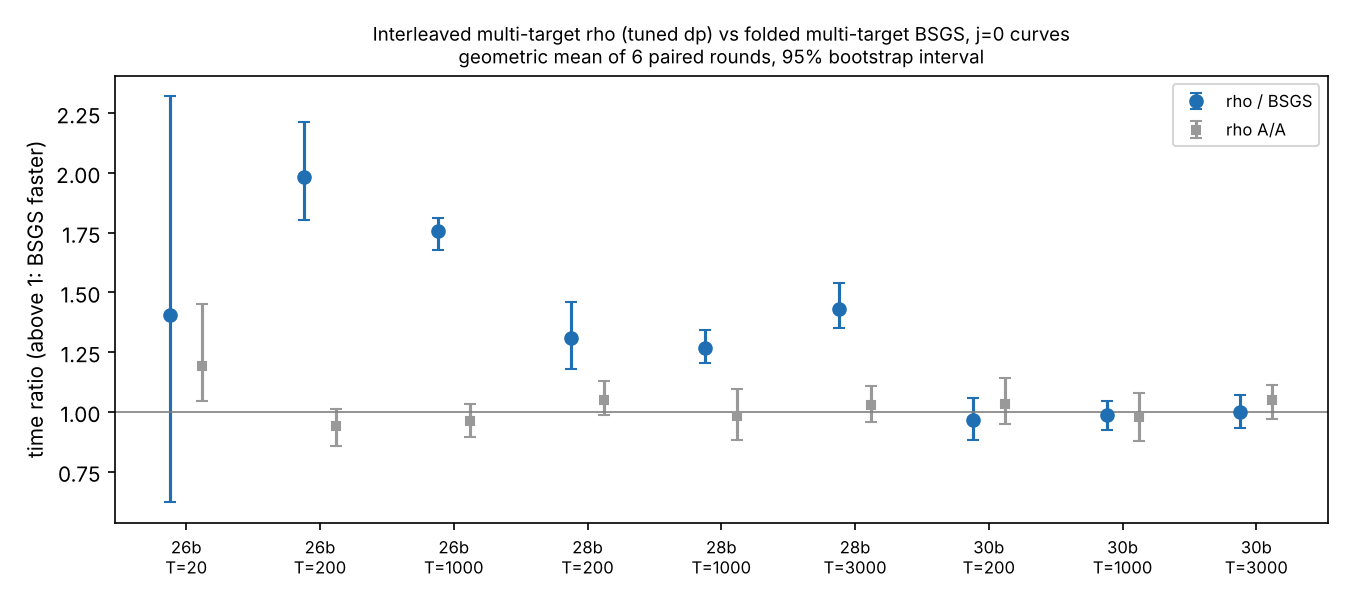 Interleaved multi-target rho (tuned dp) vs folded multi-target BSGS, j=0 curves
geometric mean of 6 paired rounds, 95% bootstrap interval
rho / BSGS
rho A/A
time ratio (above 1: BSGS faster)
2.25
2.00
1.75
1.50
1.25
1.00
0.75
26b
T=20
26b
T=200
26b
T=1000
28b
T=200
28b
T=1000
28b
T=3000
30b
T=200
30b
T=1000
30b
T=3000